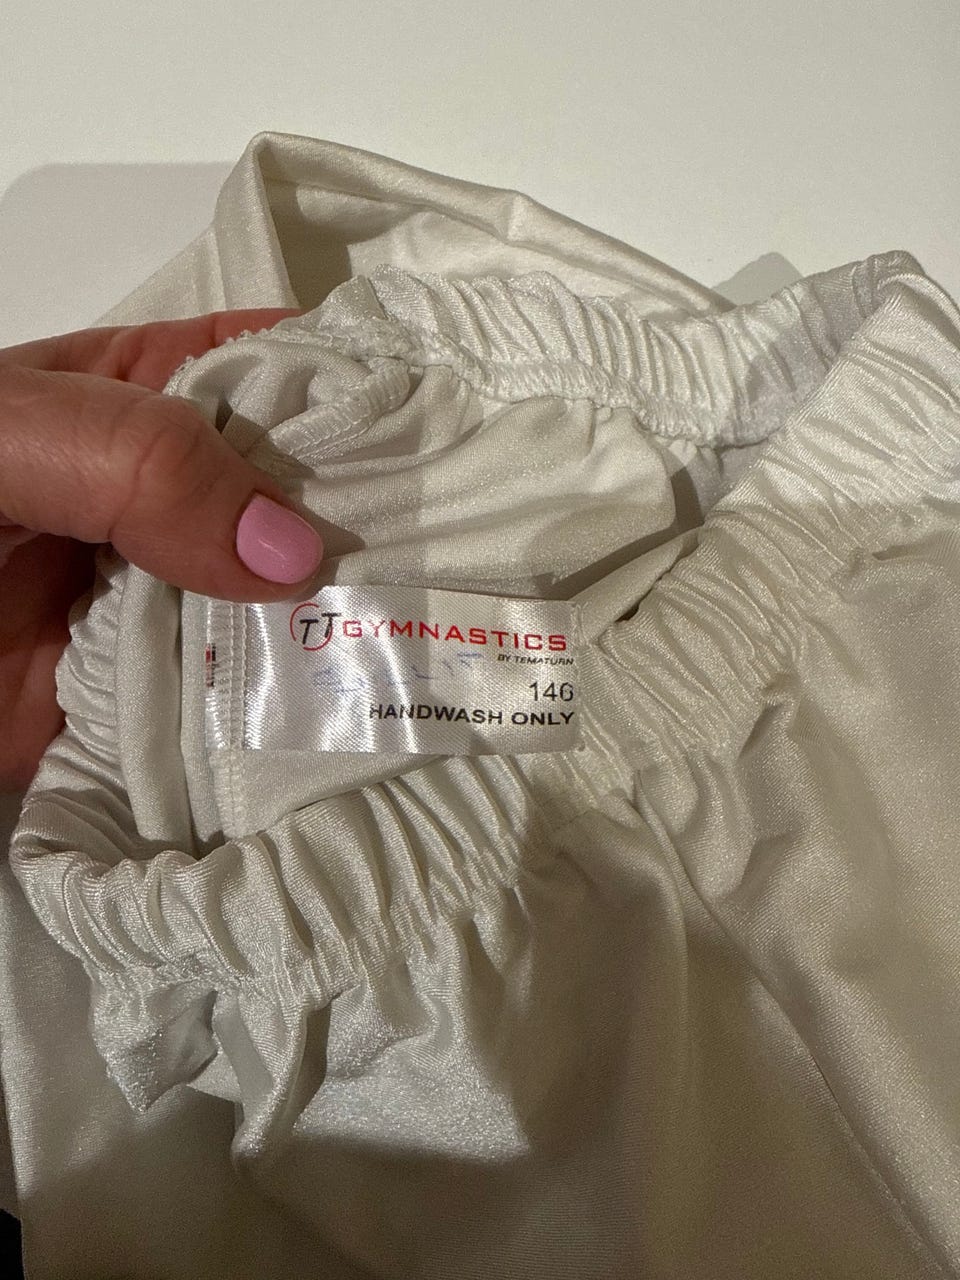 TT GYMNASTICS
BY TEMATURN
146
HANDWASH ONLY